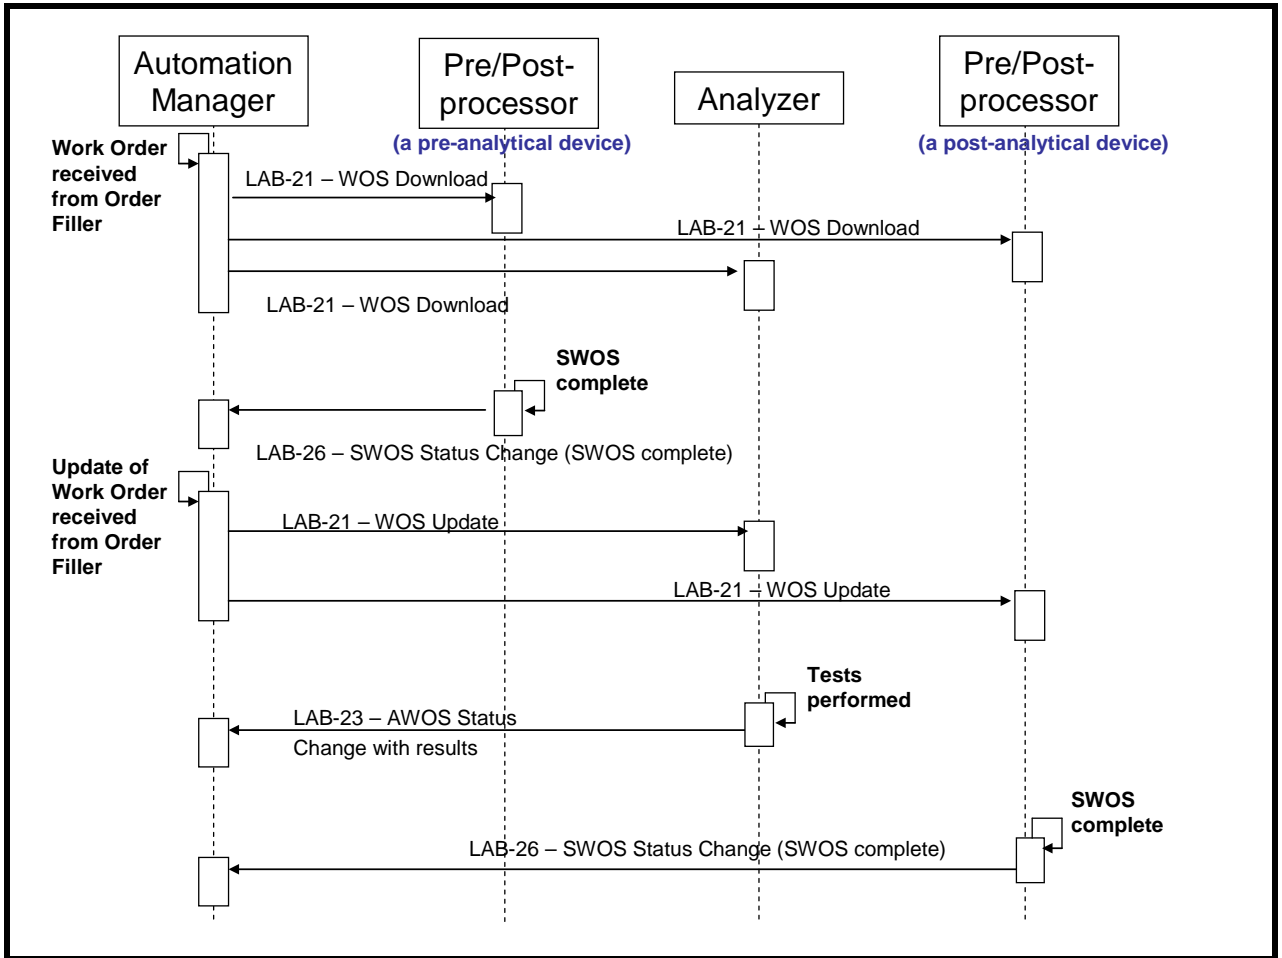 Automation
Manager
Pre/Post-
processor
(a pre-analytical device)
Analyzer
Pre/Post-
processor
(a post-analytical device)
Work Order
received
from Order
Filler
LAB-21 – WOS Download
LAB-21 – WOS Download
LAB-21 – WOS Download
SWOS
complete
LAB-26 – SWOS Status Change (SWOS complete)
Update of
Work Order
received
from Order
Filler
LAB-21 – WOS Update
LAB-21 – WOS Update
Tests
performed
LAB-23 – AWOS Status
Change with results
SWOS
complete
LAB-26 – SWOS Status Change (SWOS complete)